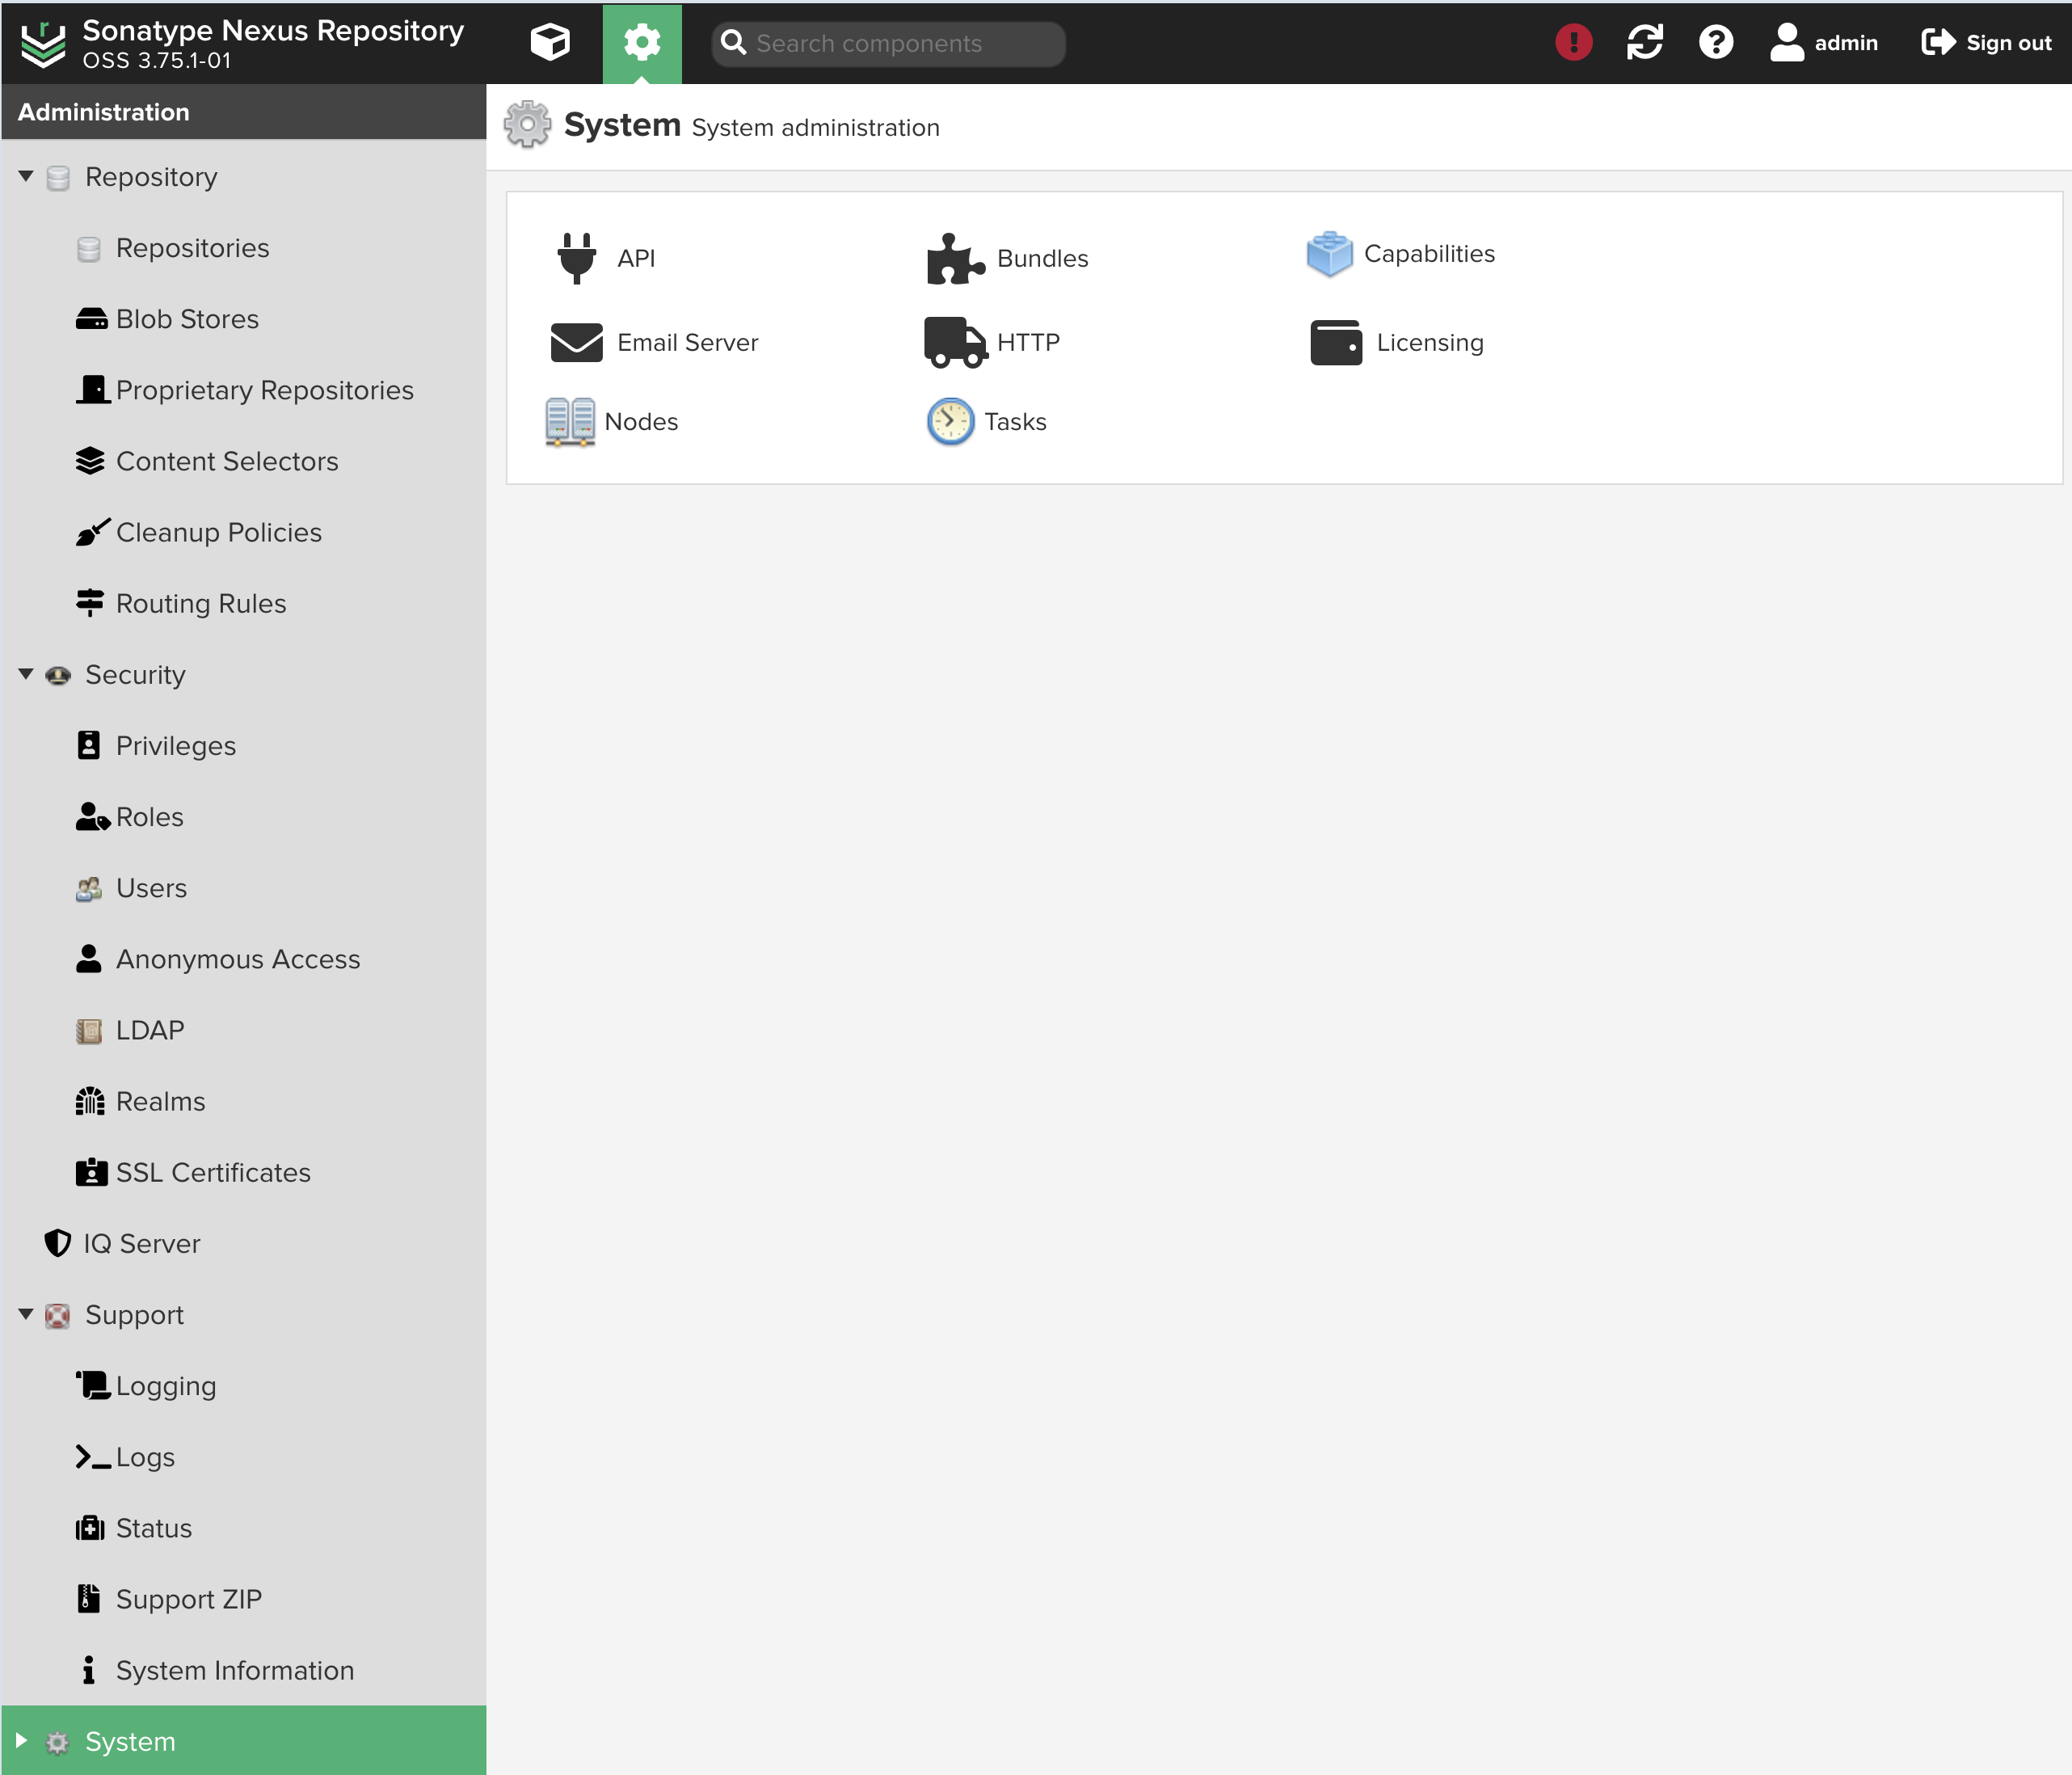 Sonatype Nexus Repository
OSS 3.75.1-01
Search components
admin
Sign out
Administration
Repository
Repositories
Blob Stores
Proprietary Repositories
Content Selectors
Cleanup Policies
Routing Rules
Security
Privileges
Roles
Users
Anonymous Access
LDAP
Realms
SSL Certificates
IQ Server
Support
Logging
Logs
Status
Support ZIP
System Information
System
System System administration
API
Bundles
Capabilities
Email Server
HTTP
Licensing
Nodes
Tasks